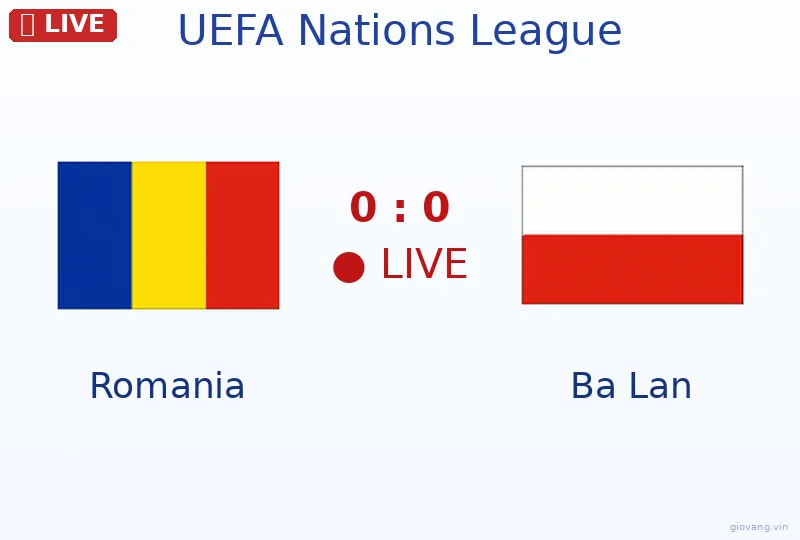 LIVE
UEFA Nations League
0 : 0
● LIVE
Romania
Ba Lan
giovang.vin